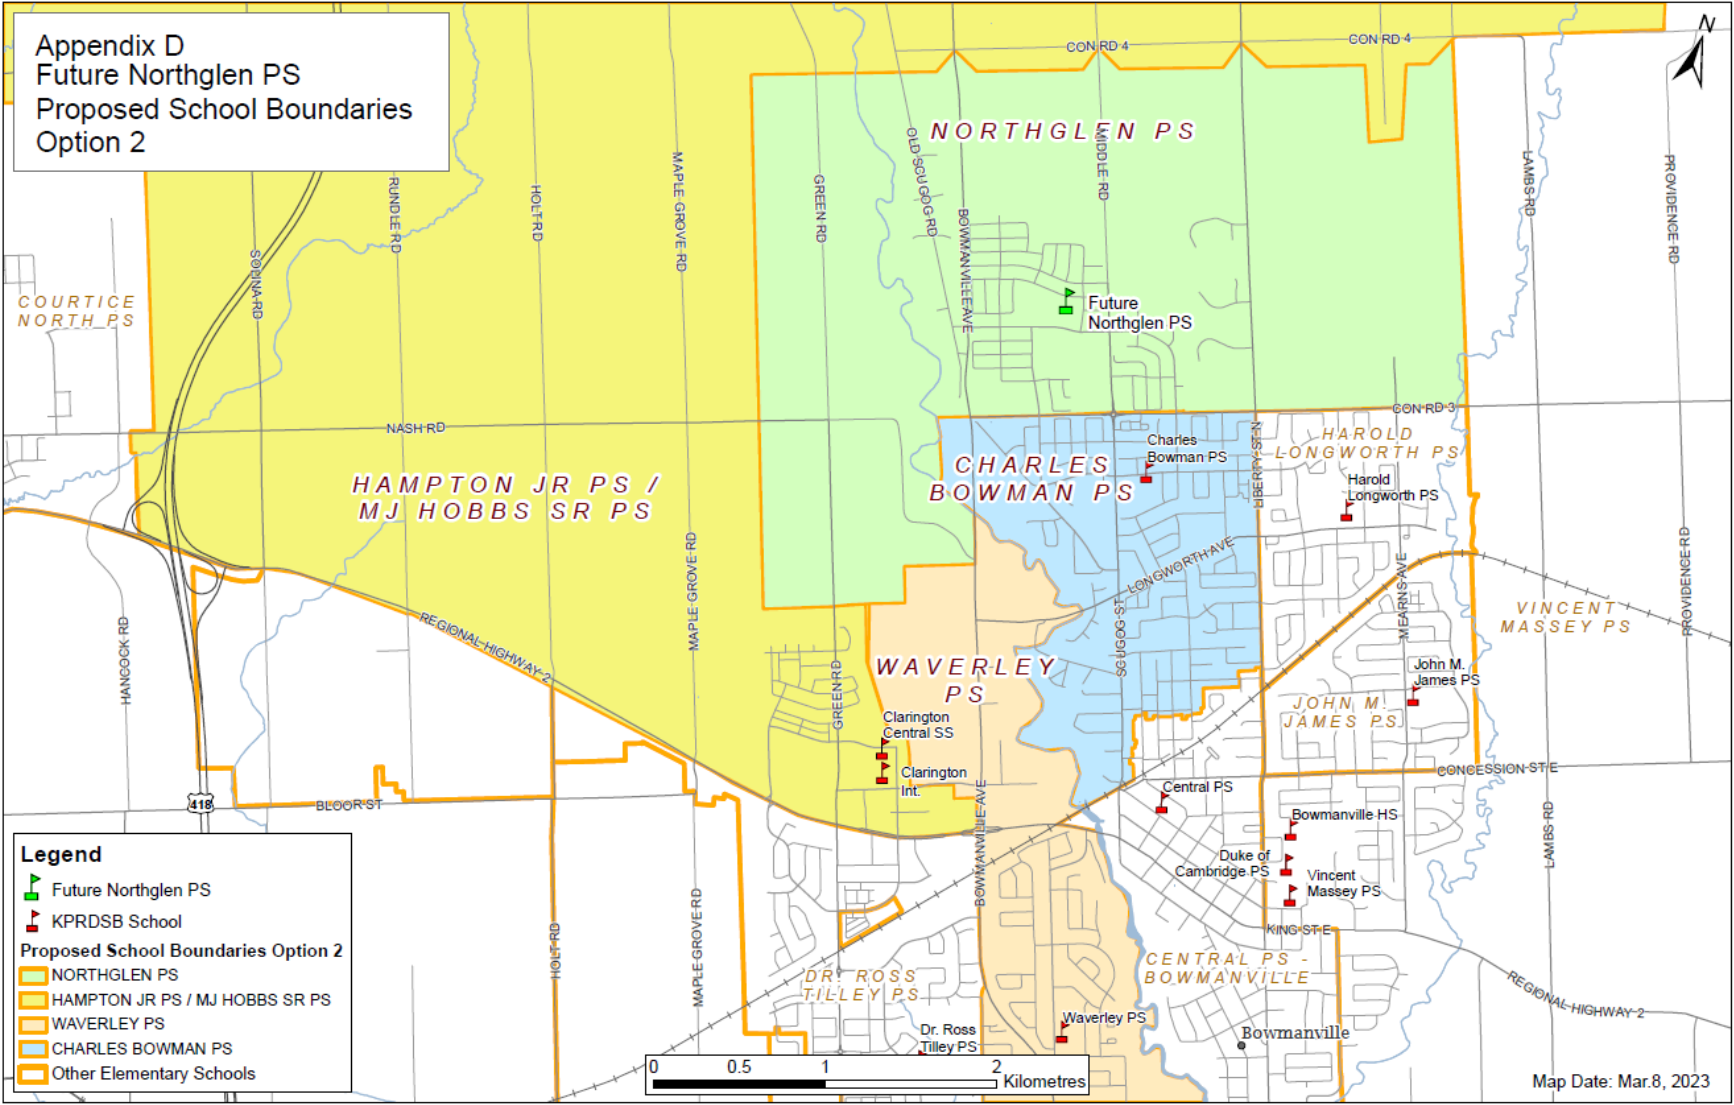 Appendix D
Future Northglen PS
Proposed School Boundaries
Option 2
N
CON RD 4
CON RD 4
NORTHGLEN PS
OLD SCUGOG RD
MIDDLE RD
BOWMANVILLE AVE
GREEN RD
MAPLE GROVE RD
HOLT RD
RUNDLE RD
SOLINA RD
LAMBS RD
PROVIDENCE RD
COURTICE
NORTH PS
Future
Northglen PS
NASH RD
CON RD 3
HAMPTON JR PS /
MJ HOBBS SR PS
CHARLES
BOWMAN PS
Charles
Bowman PS
LIBERTY ST N
HAROLD
LONGWORTH PS
Harold
Longworth PS
LONGWORTH AVE
MAPLE GROVE RD
HANCOCK RD
REGIONAL HIGHWAY 2
SCUGOG ST
MEARNS AVE
PROVIDENCE RD
VINCENT
MASSEY PS
WAVERLEY
PS
GREEN RD
John M.
James PS
JOHN M.
JAMES PS
Clarington
Central SS
Clarington
Int.
CONCESSION ST E
Central PS
BOWMANVILLE AVE
Bowmanville HS
418
BLOOR ST
LAMBS RD
Duke of
Cambridge PS
Vincent
Massey PS
KING ST E
HOLT RD
MAPLE GROVE RD
DR. ROSS
TILLEY PS
CENTRAL PS -
BOWMANVILLE
REGIONAL HIGHWAY 2
Waverley PS
Dr. Ross
Tilley PS
Bowmanville
Legend
Future Northglen PS
KPRDSB School
Proposed School Boundaries Option 2
NORTHGLEN PS
HAMPTON JR PS / MJ HOBBS SR PS
WAVERLEY PS
CHARLES BOWMAN PS
Other Elementary Schools
0 0.5 1 2
Kilometres
Map Date: Mar.8, 2023